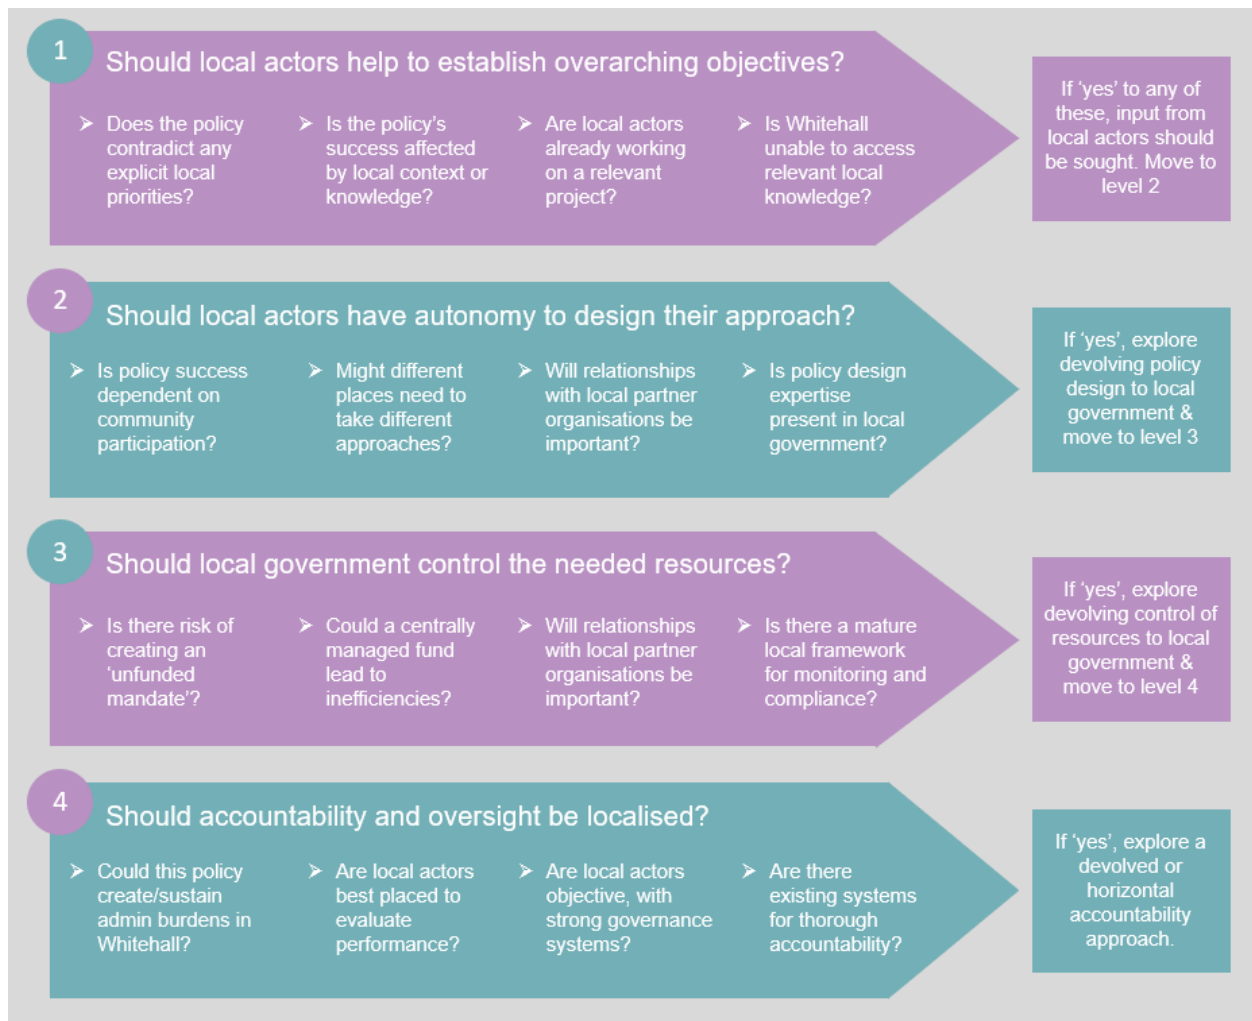 1
Should local actors help to establish overarching objectives?
➢ Does the policy
contradict any
explicit local
priorities?
➢ Is the policy’s
success affected
by local context or
knowledge?
➢ Are local actors
already working
on a relevant
project?
➢ Is Whitehall
unable to access
relevant local
knowledge?
If ‘yes’ to any of
these, input from
local actors should
be sought. Move to
level 2
2
Should local actors have autonomy to design their approach?
➢ Is policy success
dependent on
community
participation?
➢ Might different
places need to
take different
approaches?
➢ Will relationships
with local partner
organisations be
important?
➢ Is policy design
expertise
present in local
government?
If ‘yes’, explore
devolving policy
design to local
government &
move to level 3
3
Should local government control the needed resources?
➢ Is there risk of
creating an
‘unfunded
mandate’?
➢ Could a centrally
managed fund
lead to
inefficiencies?
➢ Will relationships
with local partner
organisations be
important?
➢ Is there a mature
local framework
for monitoring and
compliance?
If ‘yes’, explore
devolving control of
resources to local
government &
move to level 4
4
Should accountability and oversight be localised?
➢ Could this policy
create/sustain
admin burdens in
Whitehall?
➢ Are local actors
best placed to
evaluate
performance?
➢ Are local actors
objective, with
strong governance
systems?
➢ Are there
existing systems
for thorough
accountability?
If ‘yes’, explore a
devolved or
horizontal
accountability
approach.